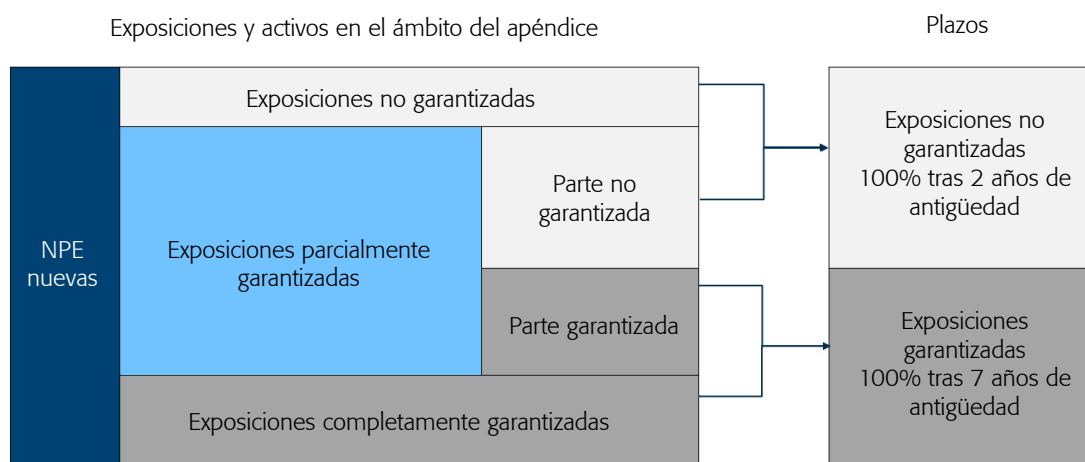 Exposiciones y activos en el ámbito del apéndice
Plazos
NPE
nuevas
Exposiciones no garantizadas
Exposiciones parcialmente
garantizadas
Parte no
garantizada
Parte garantizada
Exposiciones completamente garantizadas
Exposiciones no
garantizadas
100% tras 2 años de
antigüedad
Exposiciones
garantizadas
100% tras 7 años de
antigüedad